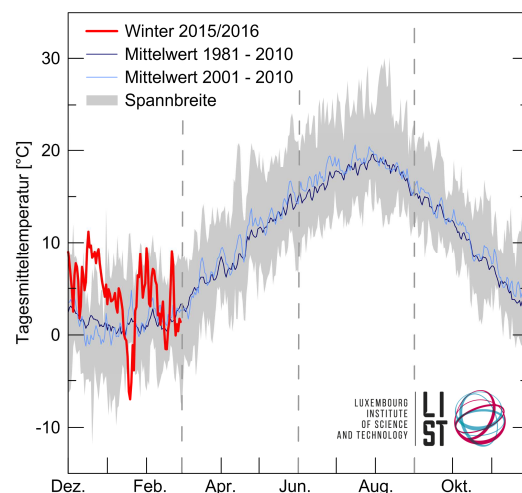 Winter 2015/2016
Mittelwert 1981 - 2010
Mittelwert 2001 - 2010
Spannbreite
Tagesmitteltemperatur [°C]
30
20
10
0
-10
LUXEMBOURG
INSTITUTE
OF SCIENCE
AND TECHNOLOGY
LI
ST
Dez. Feb. Apr. Jun. Aug. Okt.